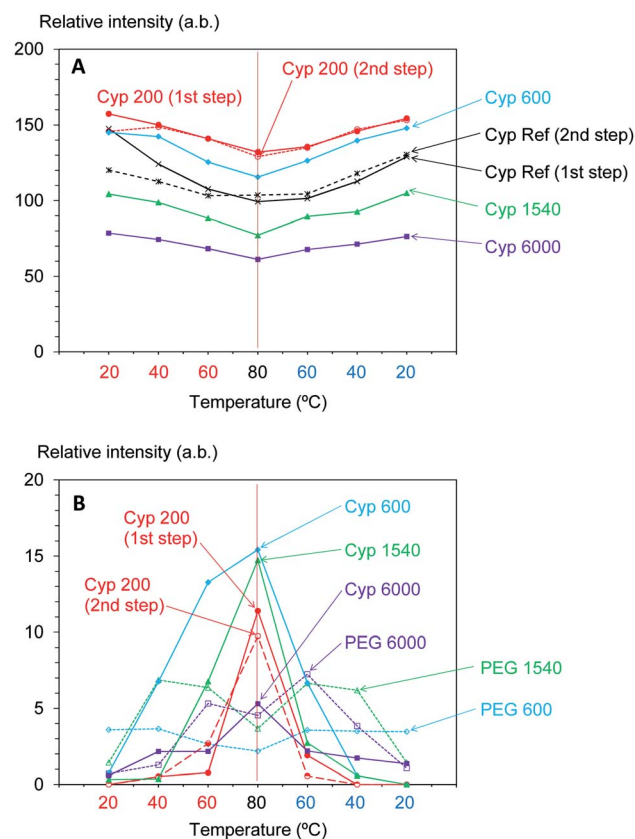 Relative intensity (a.b.)
200
A
Cyp 200 (2nd step)
Cyp 200 (1st step)
Cyp 600
150
Cyp Ref (2nd step)
Cyp Ref (1st step)
100
Cyp 1540
Cyp 6000
50
0
20 40 60 80 60 40 20
Temperature (ºC)
Relative intensity (a.b.)
20
B
Cyp 600
Cyp 200
(1st step)
15
Cyp 1540
Cyp 200
(2nd step)
Cyp 6000
10
PEG 6000
PEG 1540
5
PEG 600
0
20 40 60 80 60 40 20
Temperature (ºC)